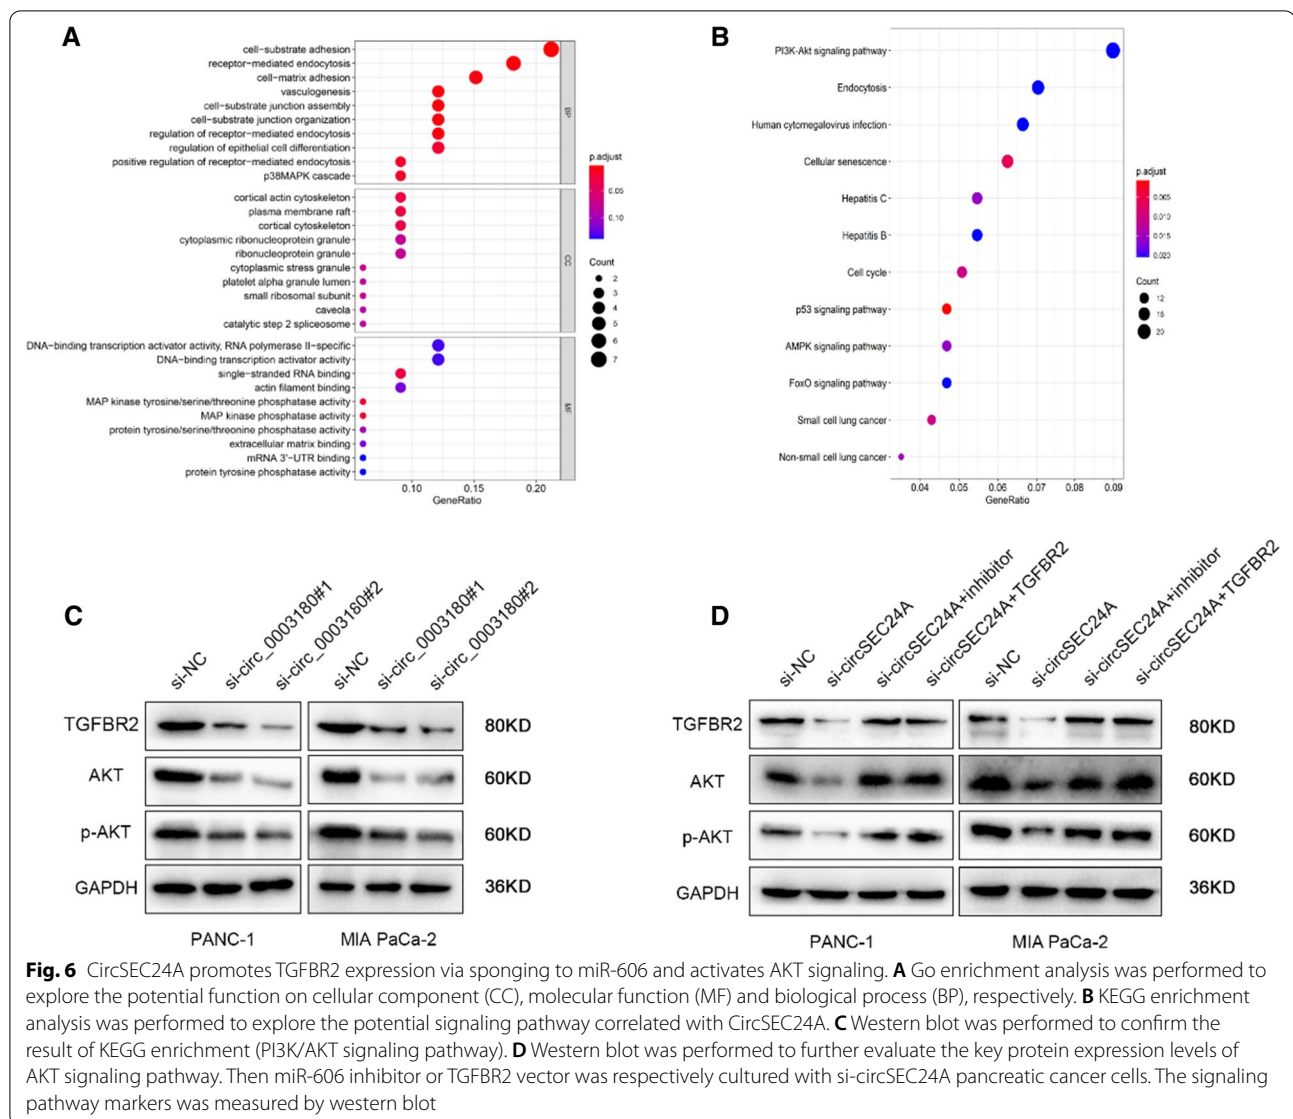 A
cell-substrate adhesion
receptor-mediated endocytosis
cell-matrix adhesion
vasculogenesis
cell-substrate junction assembly
cell-substrate junction organization
regulation of receptor-mediated endocytosis
regulation of epithelial cell differentiation
positive regulation of receptor-mediated endocytosis
p38MAPK cascade
BP
cortical actin cytoskeleton
plasma membrane raft
cortical cytoskeleton
cytoplasmic ribonucleoprotein granule
ribonucleoprotein granule
cytoplasmic stress granule
platelet alpha granule lumen
small ribosomal subunit
caveola
catalytic step 2 spliceosome
CC
DNA-binding transcription activator activity, RNA polymerase II-specific
DNA-binding transcription activator activity
single-stranded RNA binding
actin filament binding
MAP kinase tyrosine/serine/threonine phosphatase activity
MAP kinase phosphatase activity
protein tyrosine/serine/threonine phosphatase activity
extracellular matrix binding
mRNA 3'-UTR binding
protein tyrosine phosphatase activity
MF
0.10 0.15 0.20
GeneRatio
p.adjust
0.05
0.10
Count
2
3
4
5
6
7
B
PI3K-Akt signaling pathway
Endocytosis
Human cytomegalovirus infection
Cellular senescence
Hepatitis C
Hepatitis B
Cell cycle
p53 signaling pathway
AMPK signaling pathway
FoxO signaling pathway
Small cell lung cancer
Non-small cell lung cancer
0.04 0.05 0.06 0.07 0.08 0.09
GeneRatio
p.adjust
0.005
0.010
0.015
0.020
Count
12
16
20
C
si-NC si-circ_0003180#1 si-circ_0003180#2 si-NC si-circ_0003180#1 si-circ_0003180#2
TGFBR2 80KD
AKT 60KD
p-AKT 60KD
GAPDH 36KD
PANC-1 MIA PaCa-2
D
si-NC si-circSEC24A si-circSEC24A+inhibitor si-circSEC24A+TGFBR2 si-NC si-circSEC24A si-circSEC24A+inhibitor si-circSEC24A+TGFBR2
TGFBR2 80KD
AKT 60KD
p-AKT 60KD
GAPDH 36KD
PANC-1 MIA PaCa-2
Fig. 6 CircSEC24A promotes TGFBR2 expression via sponging to miR-606 and activates AKT signaling. A Go enrichment analysis was performed to
explore the potential function on cellular component (CC), molecular function (MF) and biological process (BP), respectively. B KEGG enrichment
analysis was performed to explore the potential signaling pathway correlated with CircSEC24A. C Western blot was performed to confirm the
result of KEGG enrichment (PI3K/AKT signaling pathway). D Western blot was performed to further evaluate the key protein expression levels of
AKT signaling pathway. Then miR-606 inhibitor or TGFBR2 vector was respectively cultured with si-circSEC24A pancreatic cancer cells. The signaling
pathway markers was measured by western blot